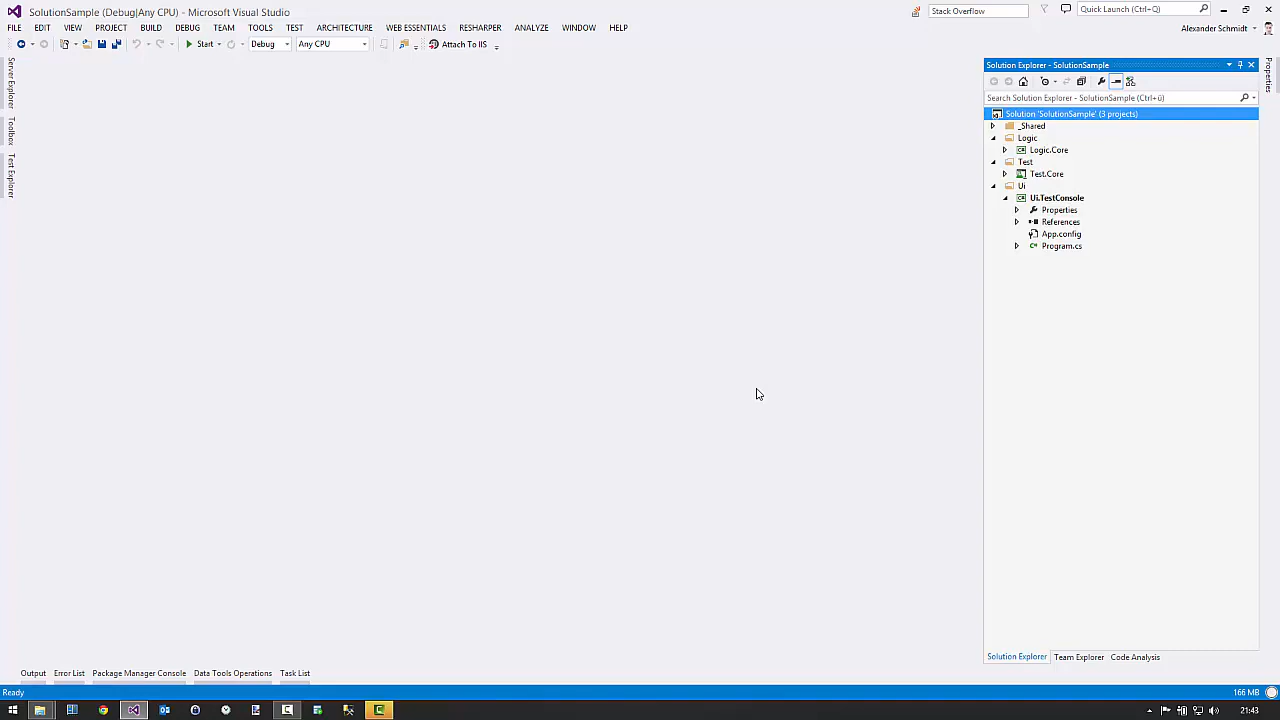 SolutionSample (Debug|Any CPU) - Microsoft Visual Studio
Stack Overflow
Quick Launch (Ctrl+Q)
FILE EDIT VIEW PROJECT BUILD DEBUG TEAM TOOLS TEST ARCHITECTURE WEB ESSENTIALS RESHARPER ANALYZE WINDOW HELP
Alexander Schmidt
Start Debug Any CPU Attach To IIS
Server Explorer
Toolbox
Test Explorer
Solution Explorer - SolutionSample
Properties
Search Solution Explorer - SolutionSample (Ctrl+ü)
Solution 'SolutionSample' (3 projects)
_Shared
Logic
Logic.Core
Test
Test.Core
Ui
Ui.TestConsole
Properties
References
App.config
Program.cs
Solution Explorer Team Explorer Code Analysis
Output Error List Package Manager Console Data Tools Operations Task List
Ready
166 MB
21:43